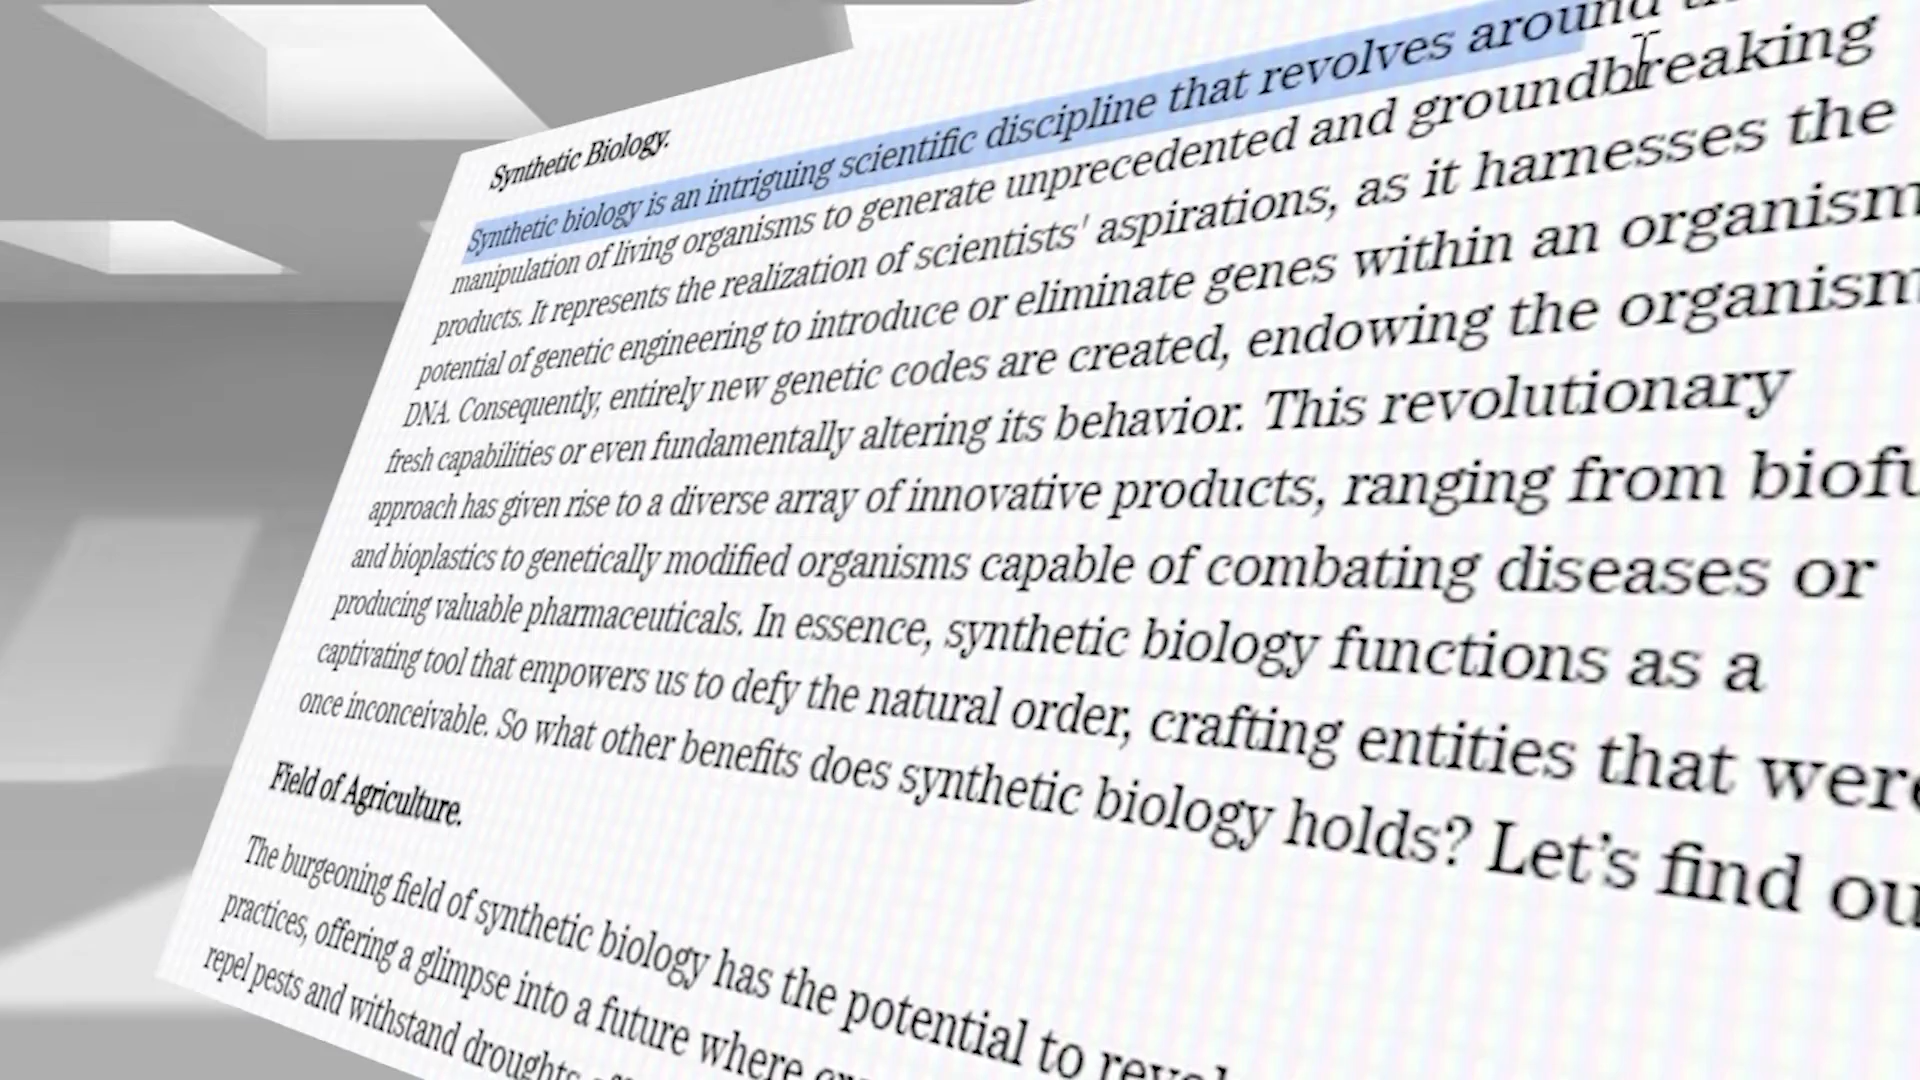 Synthetic Biology.
Synthetic biology is an intriguing scientific discipline that revolves around
manipulation of living organisms to generate unprecedented and groundbreaking
products. It represents the realization of scientists' aspirations, as it harnesses the
potential of genetic engineering to introduce or eliminate genes within an organism
DNA. Consequently, entirely new genetic codes are created, endowing the organism
fresh capabilities or even fundamentally altering its behavior. This revolutionary
approach has given rise to a diverse array of innovative products, ranging from
and bioplastics to genetically modified organisms capable of combating diseases or
producing valuable pharmaceuticals. In essence, synthetic biology functions as a
captivating tool that empowers us to defy the natural order, crafting entities that were
once inconceivable. So what other benefits does synthetic biology holds? Let’s find
Field of Agriculture.
The burgeoning field of synthetic biology has the potential to
practices, offering a glimpse into a future where
repel pests and withstand droughts